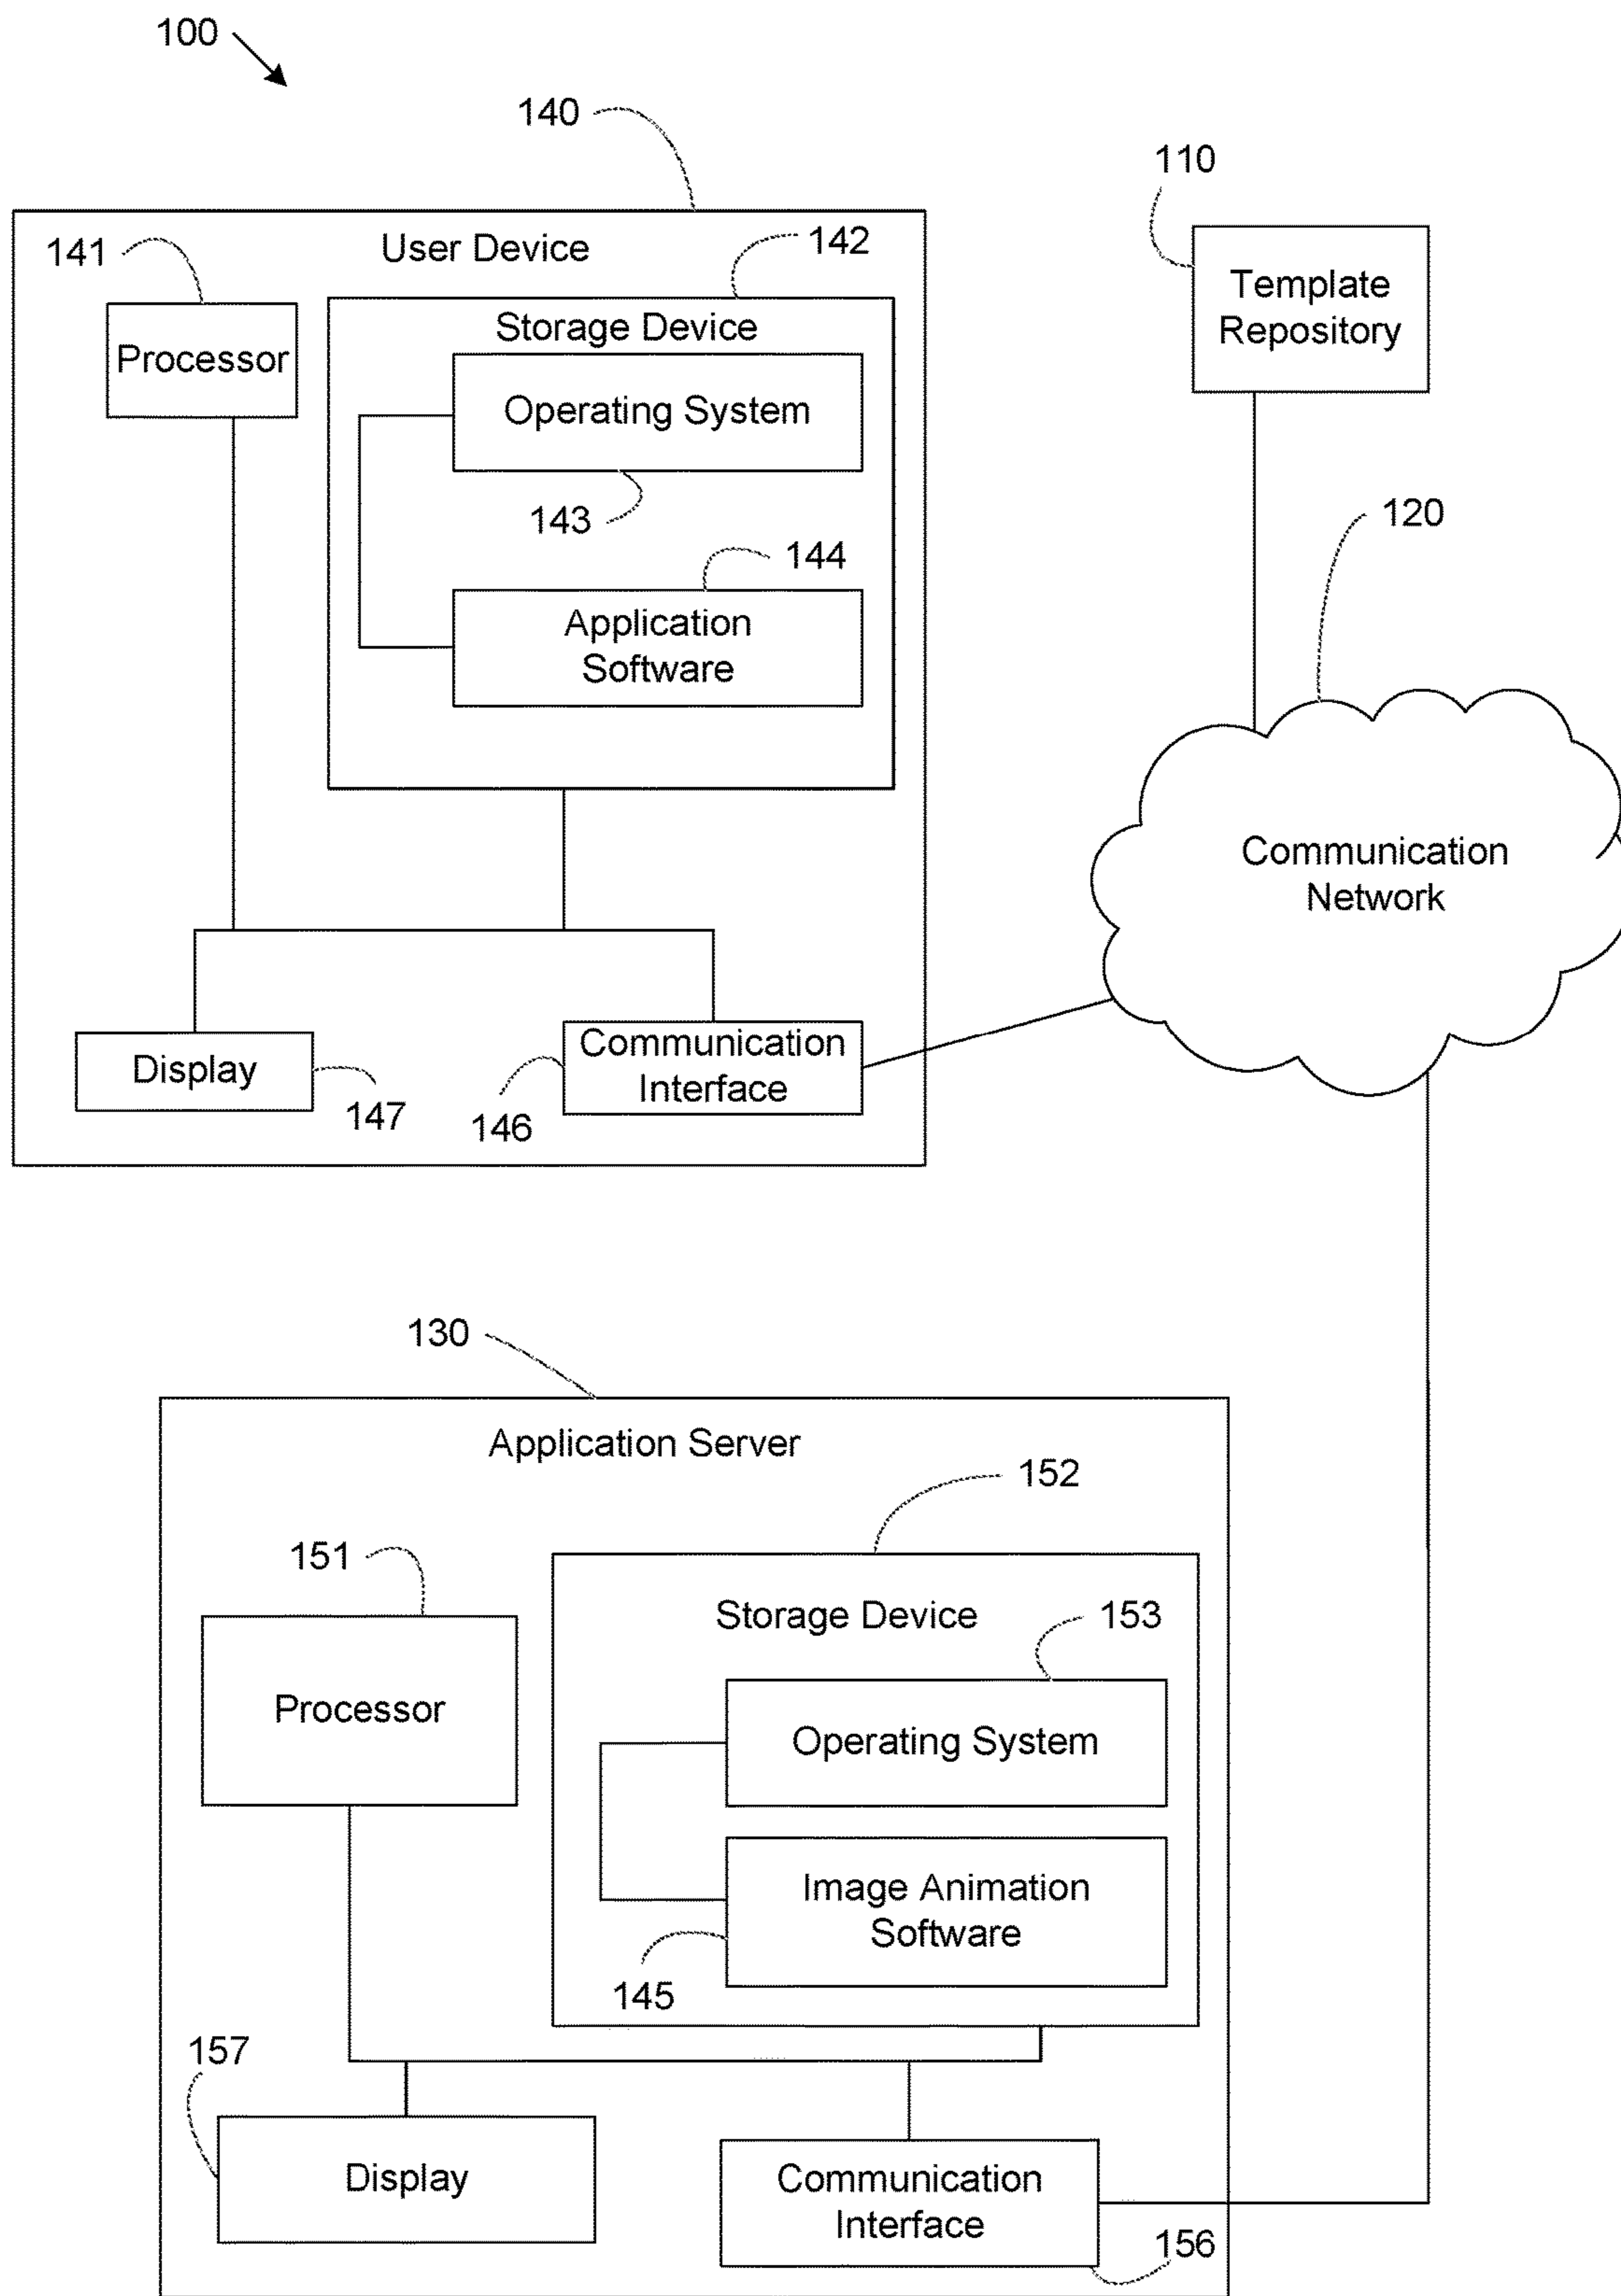 100
140
110
User Device
141
142
Template
Repository
Storage Device
Processor
Operating System
143
120
144
Application
Software
Communication
Network
Communication
Interface
Display
147
146
130
Application Server
152
151
Storage Device
153
Processor
Operating System
Image Animation
Software
145
157
Display
Communication
Interface
156